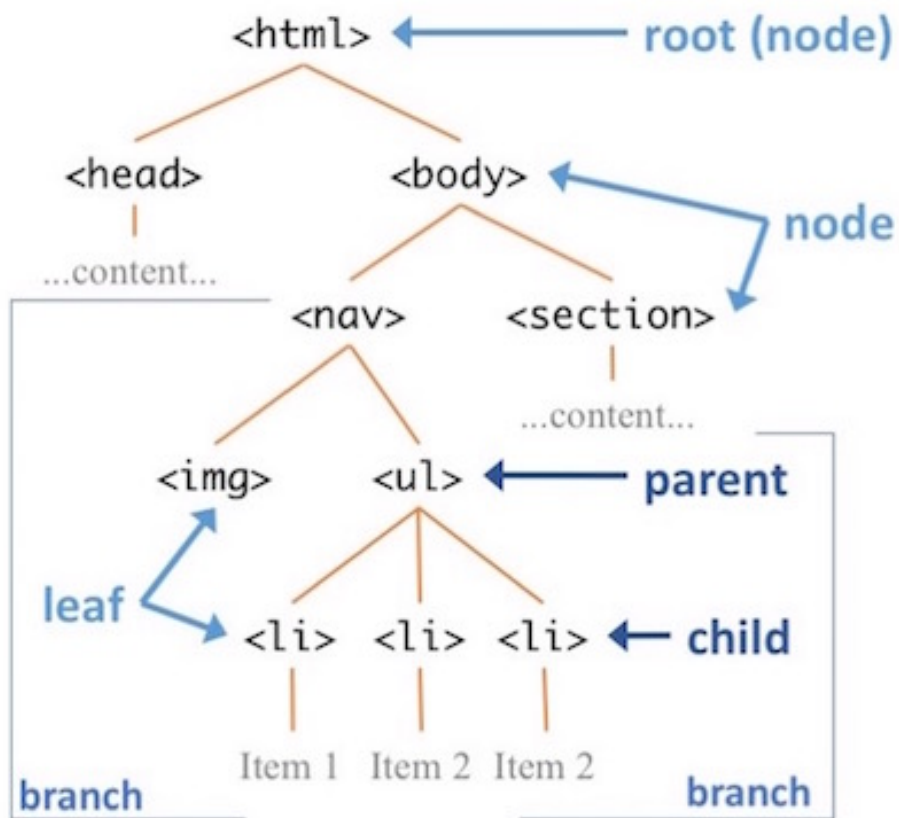 <html> root (node)
<head> <body>
node
...content...
<nav> <section>
...content...
<img> <ul> parent
leaf
<li> <li> <li> child
Item 1 Item 2 Item 2
branch branch